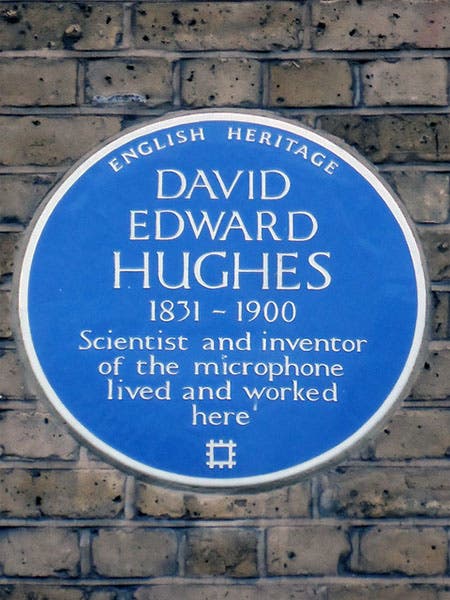 ENGLISH HERITAGE
DAVID
EDWARD
HUGHES
1831 - 1900
Scientist and inventor
of the microphone
lived and worked
here